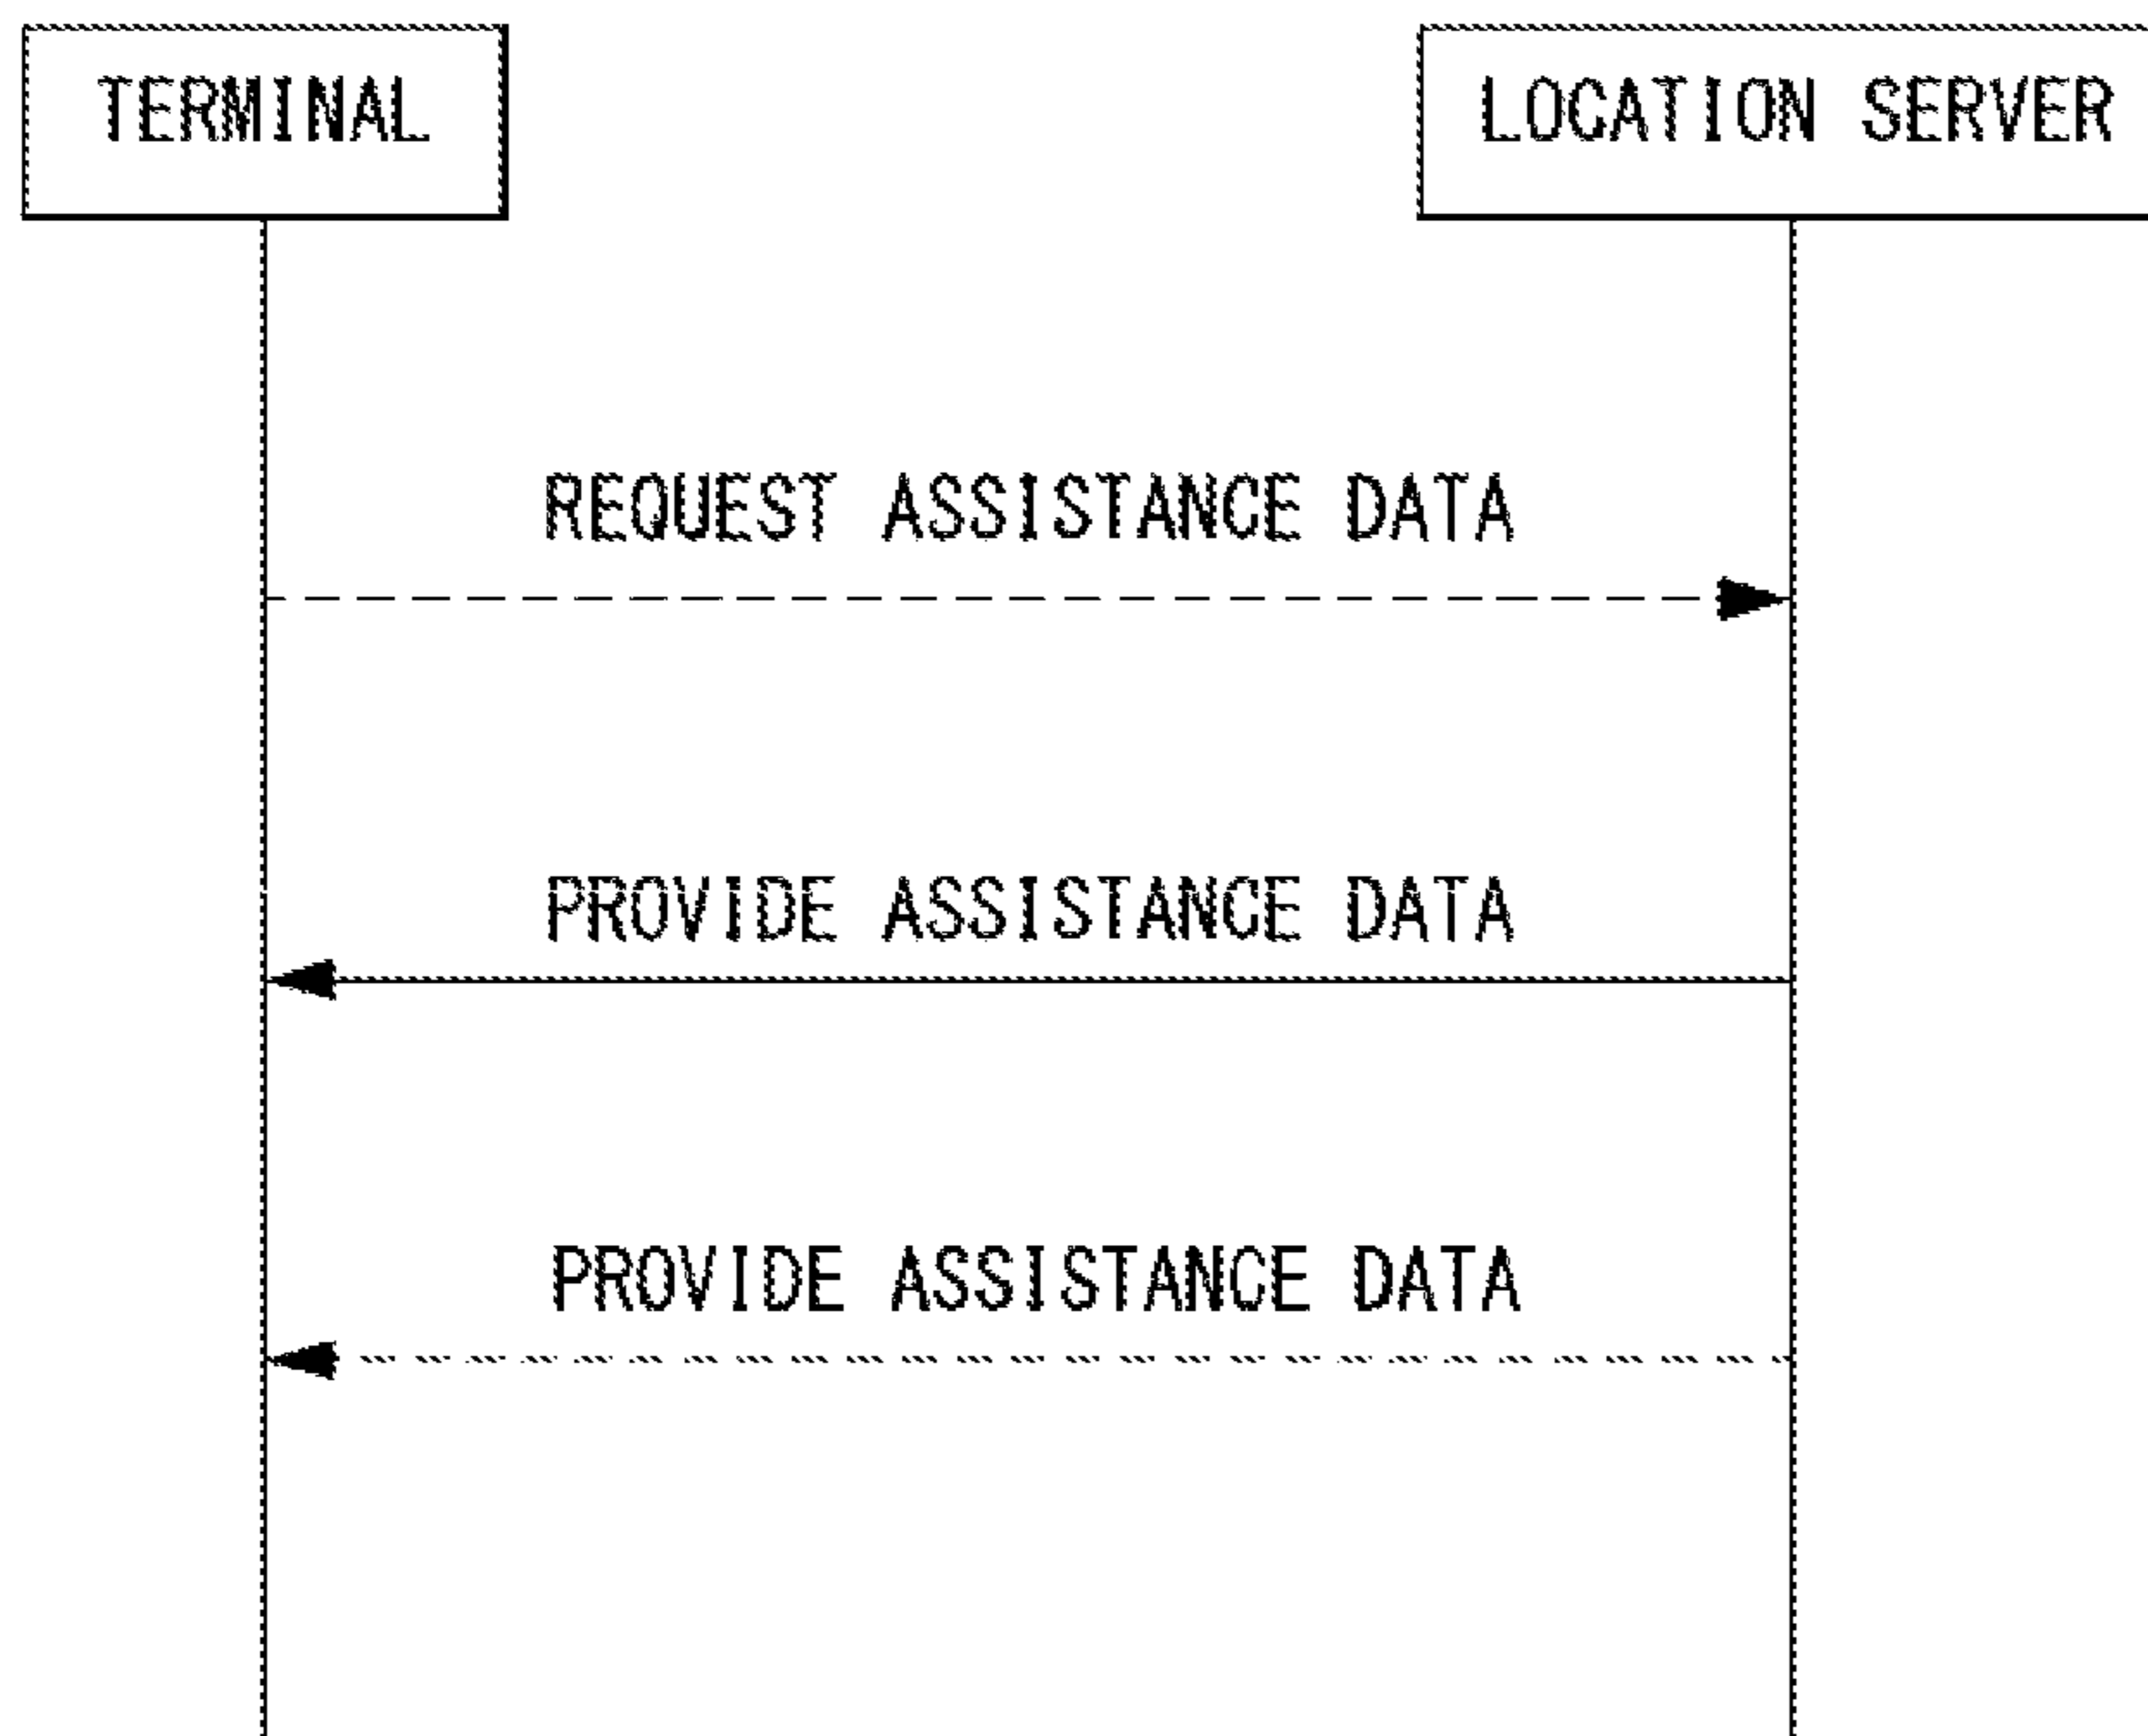 TERMINAL
LOCATION SERVER
REQUEST ASSISTANCE DATA
PROVIDE ASSISTANCE DATA
PROVIDE ASSISTANCE DATA